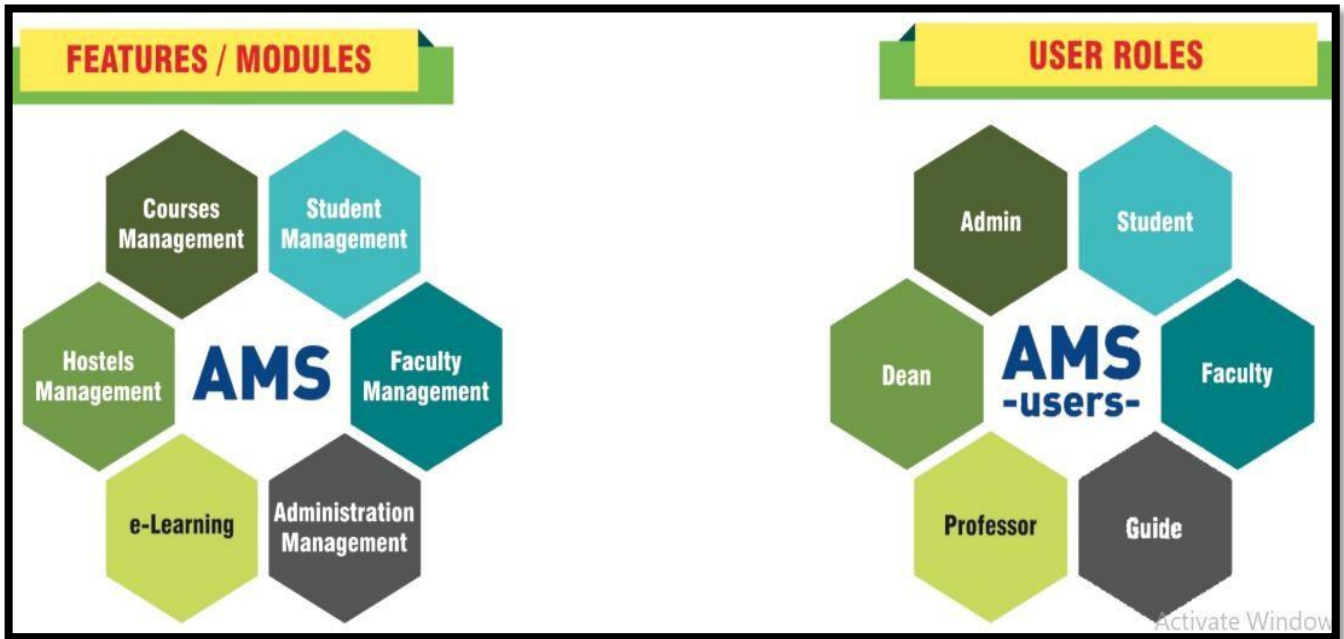 FEATURES / MODULES
Courses
Management
Student
Management
Hostels
Management
AMS
Faculty
Management
e-Learning
Administration
Management
USER ROLES
Admin
Student
Dean
AMS
-users-
Faculty
Professor
Guide
Activate Window